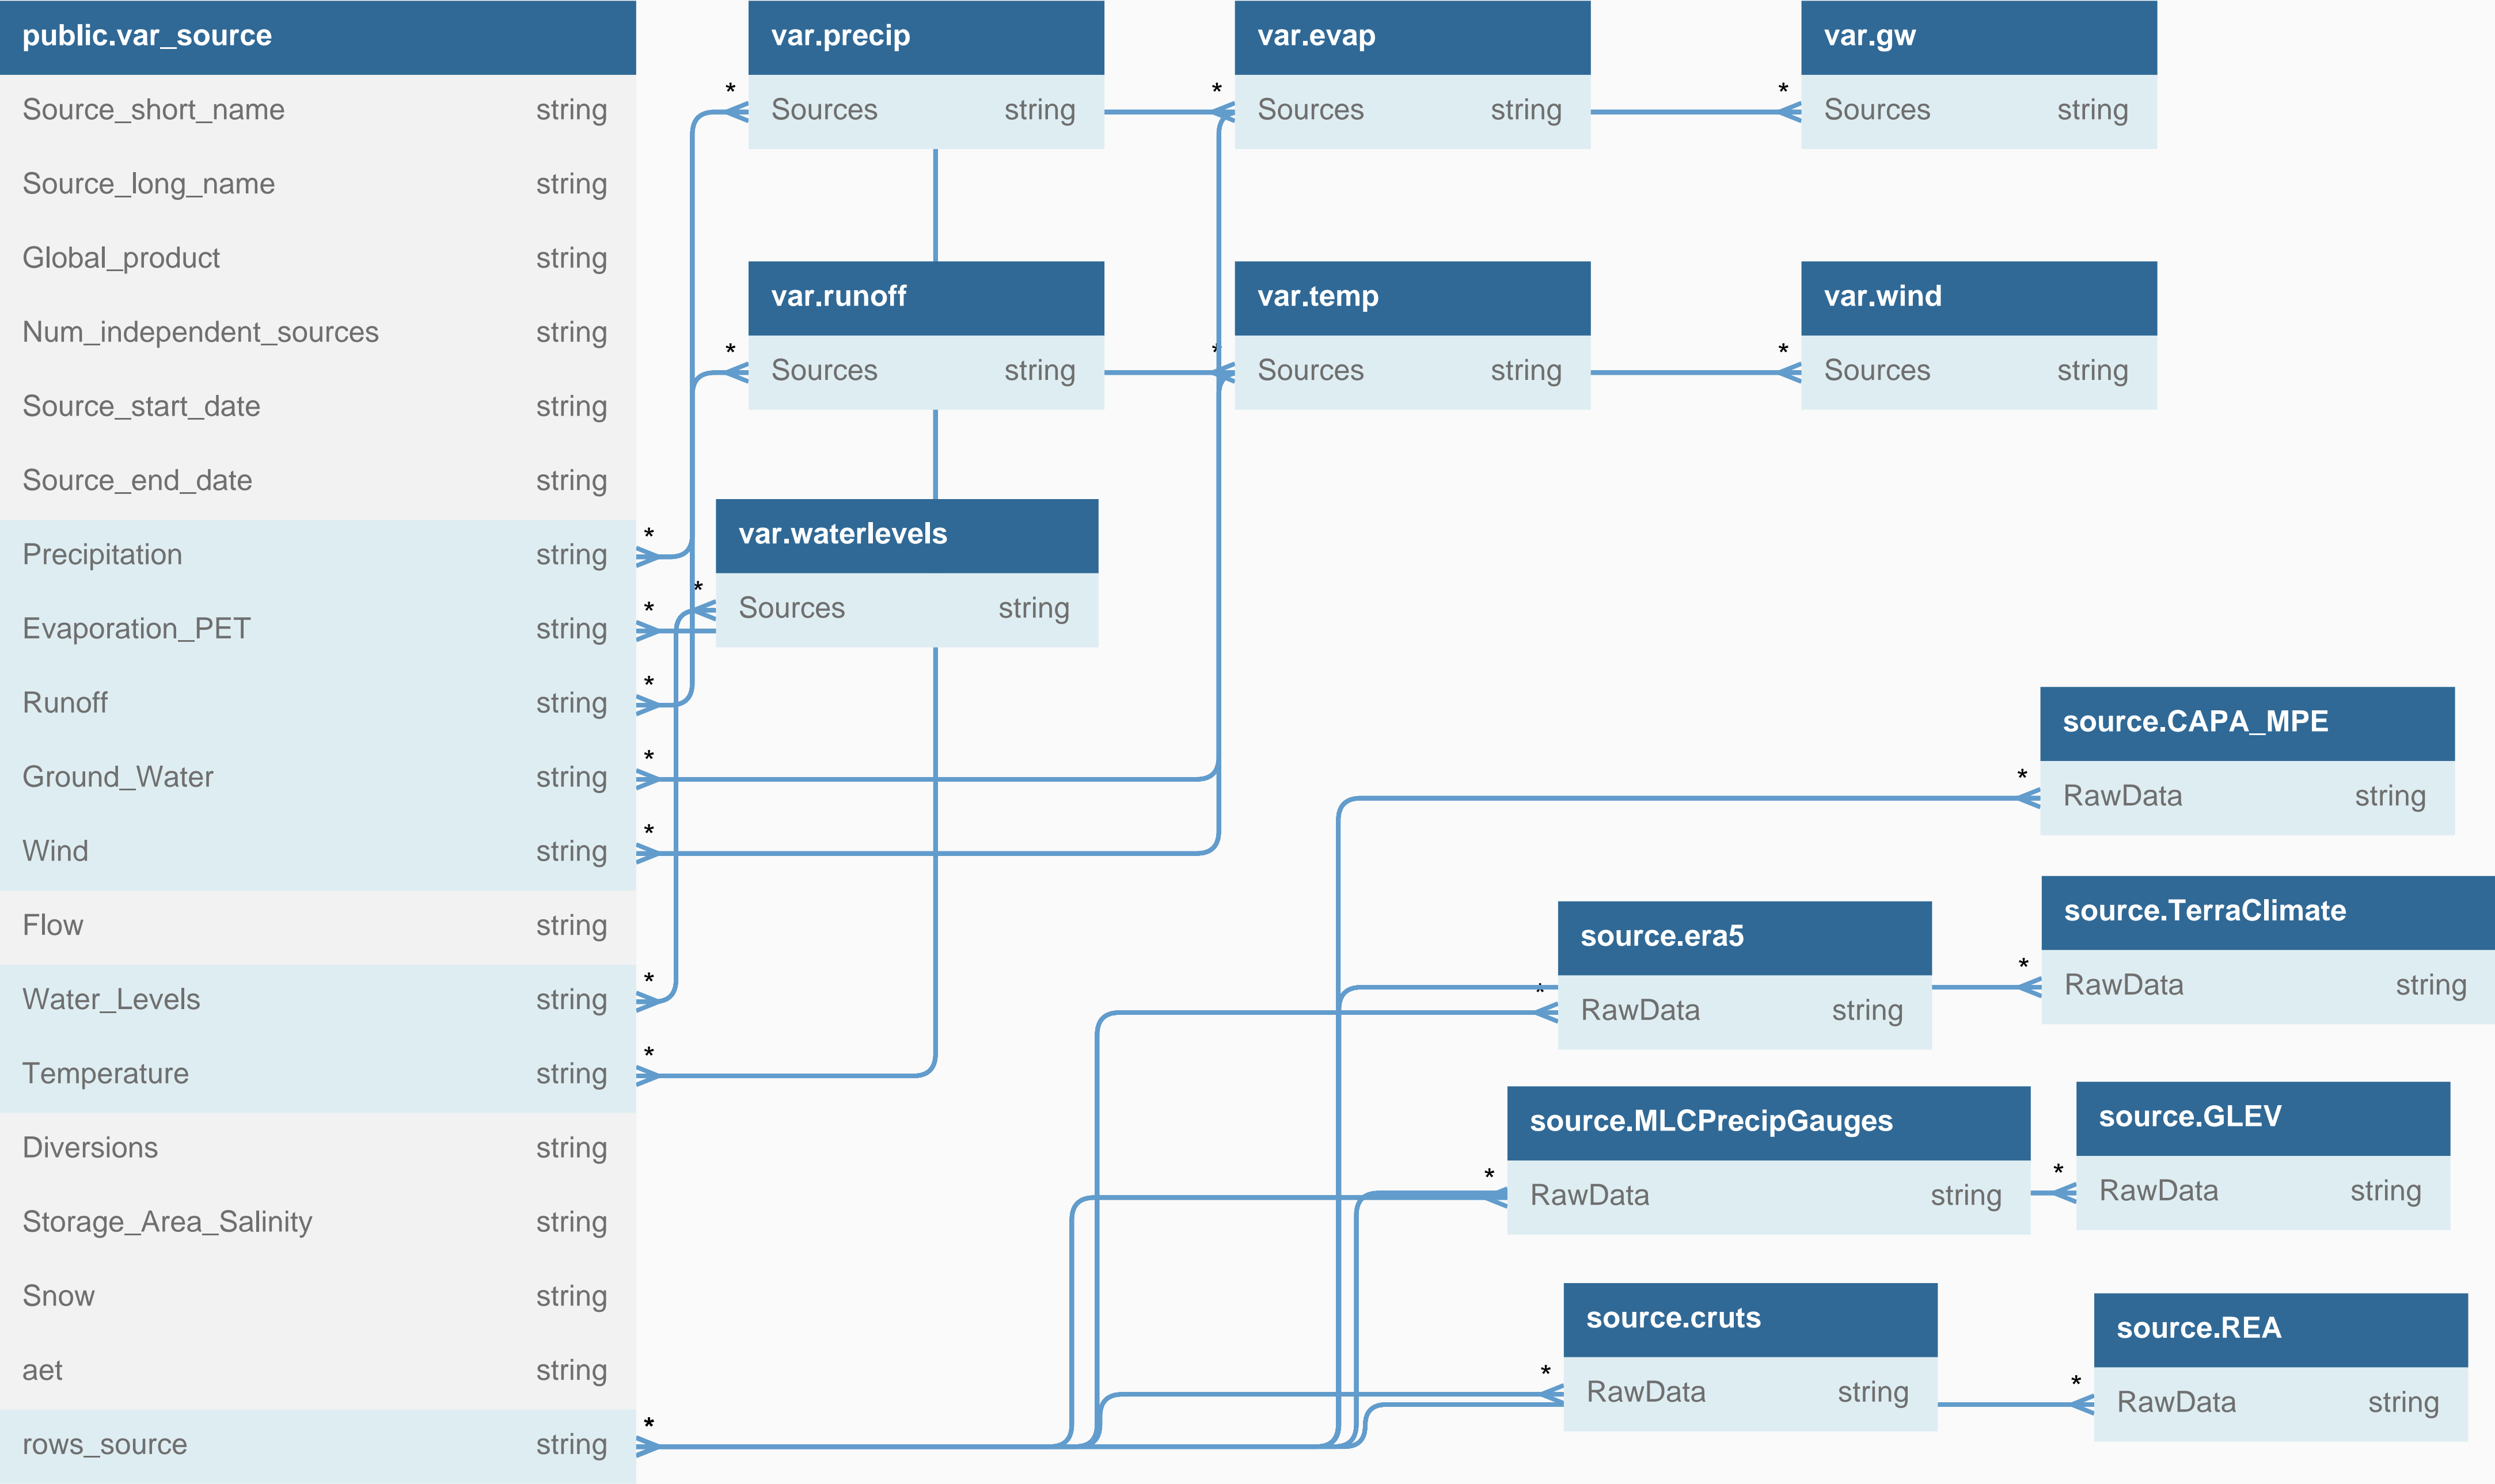 public.var_source
Source_short_name string
Source_long_name string
Global_product string
Num_independent_sources string
Source_start_date string
Source_end_date string
Precipitation string *
Evaporation_PET string *
Runoff string *
Ground_Water string *
Wind string *
Flow string
Water_Levels string *
Temperature string *
Diversions string
Storage_Area_Salinity string
Snow string
aet string
rows_source string *
var.precip
* Sources string
var.evap
* Sources string
var.gw
* Sources string
var.runoff
* Sources string
var.temp
* Sources string
var.wind
* Sources string
var.waterlevels
* Sources string
source.CAPA_MPE
* RawData string
source.era5
* RawData string
source.TerraClimate
* RawData string
source.MLCPrecipGauges
* RawData string
source.GLEV
* RawData string
source.cruts
* RawData string
source.REA
* RawData string